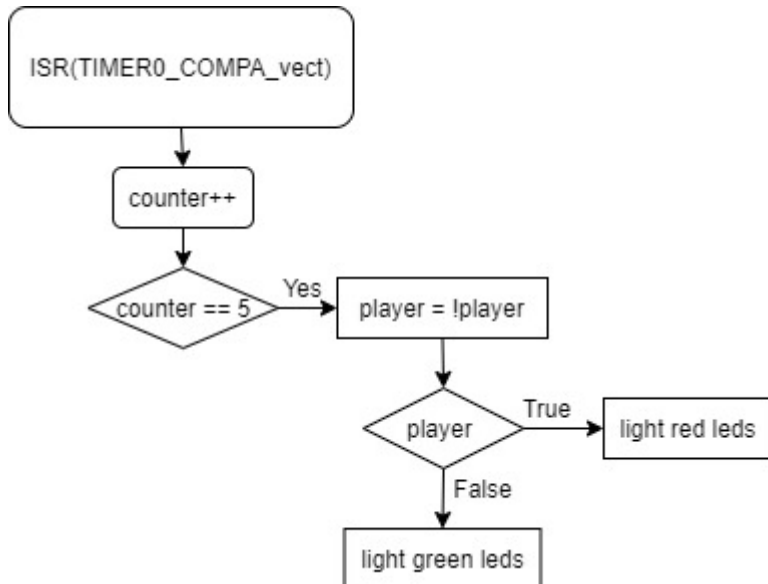 ISR(TIMER0_COMPA_vect)
counter++
counter == 5
Yes
player = !player
player
True
light red leds
False
light green leds